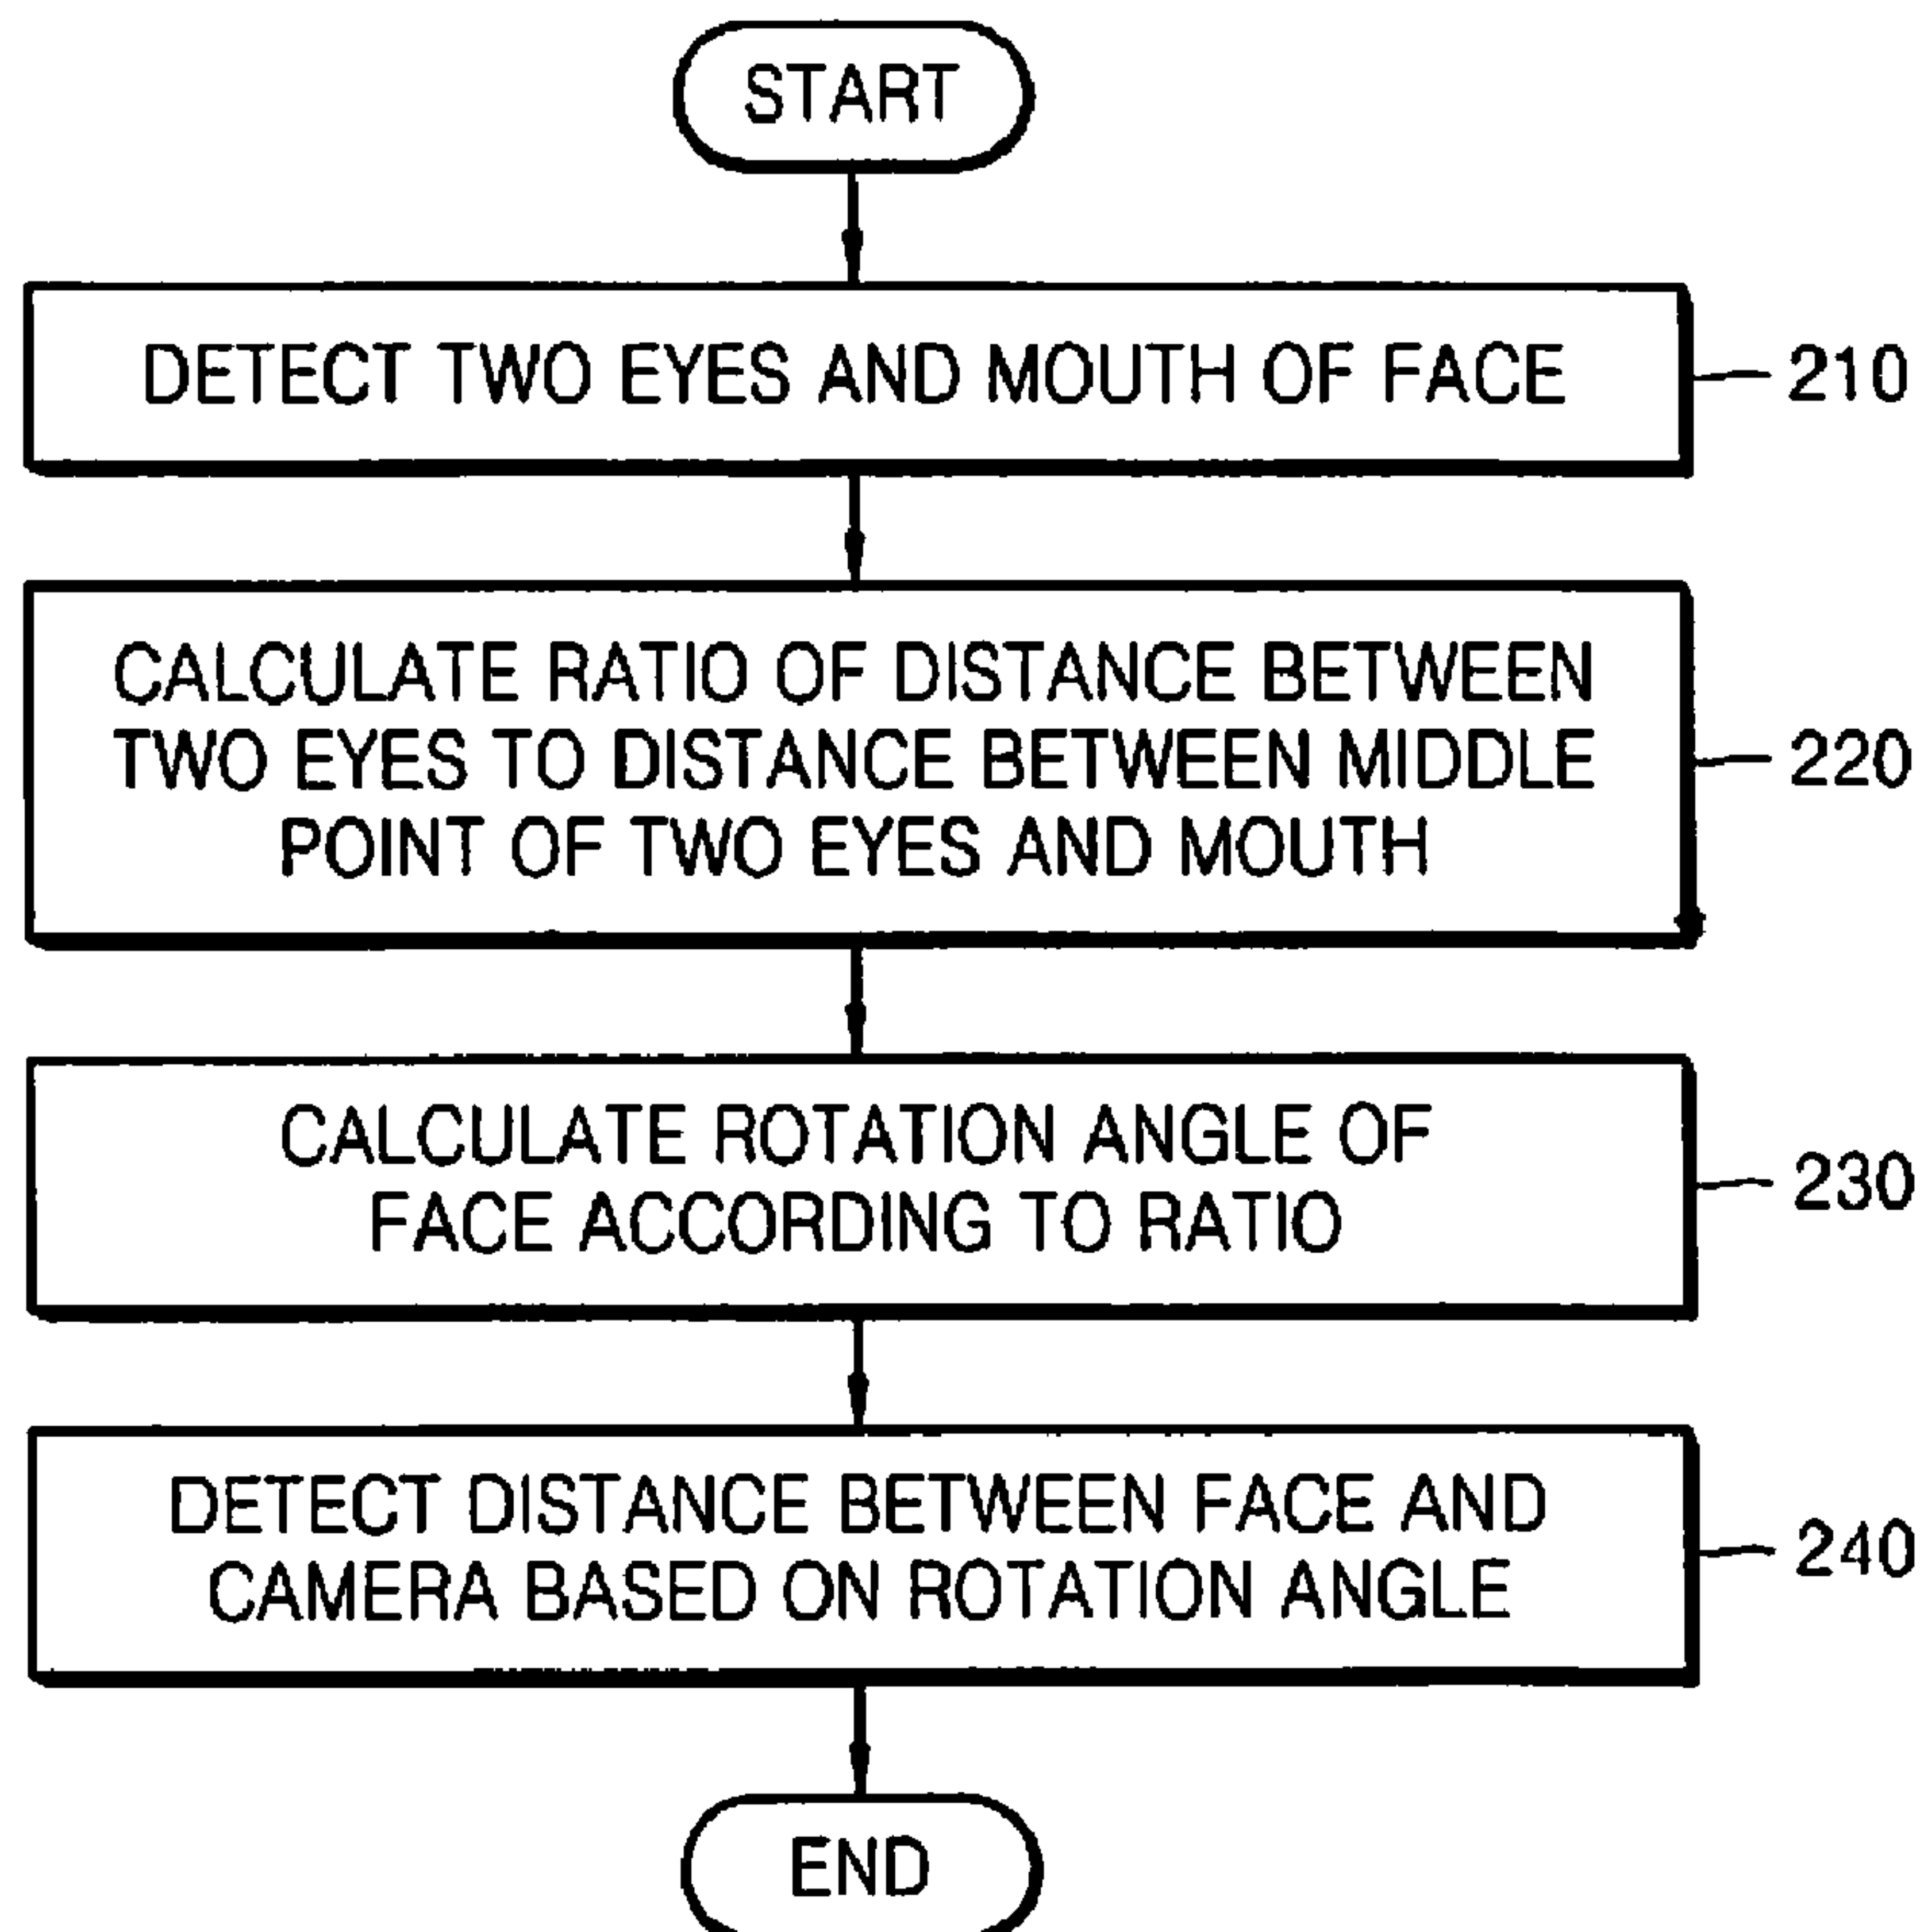 START
DETECT TWO EYES AND MOUTH OF FACE
210
CALCULATE RATIO OF DISTANCE BETWEEN
TWO EYES TO DISTANCE BETWEEN MIDDLE
POINT OF TWO EYES AND MOUTH
220
CALCULATE ROTATION ANGLE OF
FACE ACCORDING TO RATIO
230
DETECT DISTANCE BETWEEN FACE AND
CAMERA BASED ON ROTATION ANGLE
240
END